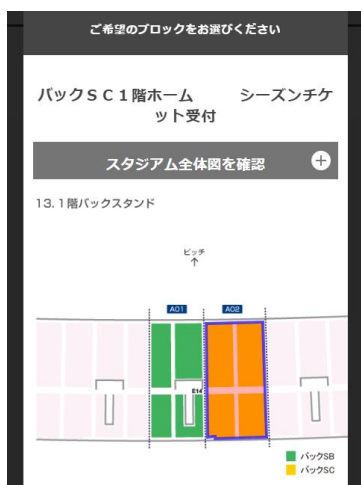 ご希望のブロックをお選びください
バックＳＣ１階ホーム　　シーズンチケ
ット受付
スタジアム全体図を確認
13.1階バックスタンド
ピッチ
↑
A01 A02
E14
バックSB
バックSC